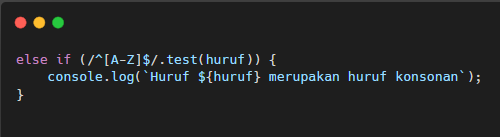 else if (/^[A-Z]$/.test(huruf)) {
    console.log(`Huruf ${huruf} merupakan huruf konsonan`);
}